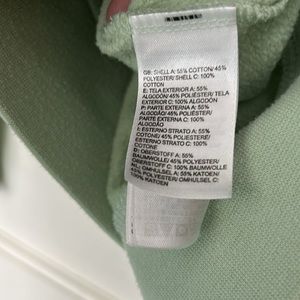 GB: SHELL A: 55% COTTON/45%
POLYESTER/ SHELL C: 100%
COTTON
E: TELA EXTERIOR A: 55%
ALGODÓN/45% POLIÉSTER/ TELA
EXTERIOR C: 100% ALGODÓN
P: PARTE EXTERNA A: 55%
ALGODÃO/45% POLIÉSTER/
PARTE EXTERNA C: 100%
ALGODÃO
I: ESTERNO STRATO A: 55%
COTONE/45% POLIESTERE/
ESTERNO STRATO C: 100%
COTONE
D: OBERSTOFF A: 55%
BAUMWOLLE/ 45% POLYESTER/
OBERSTOFF C: 100% BAUMWOLLE
NL: OMHULSEL A: 55% KATOEN/
45% POLYESTER/ OMHULSEL C:
100% KATOEN